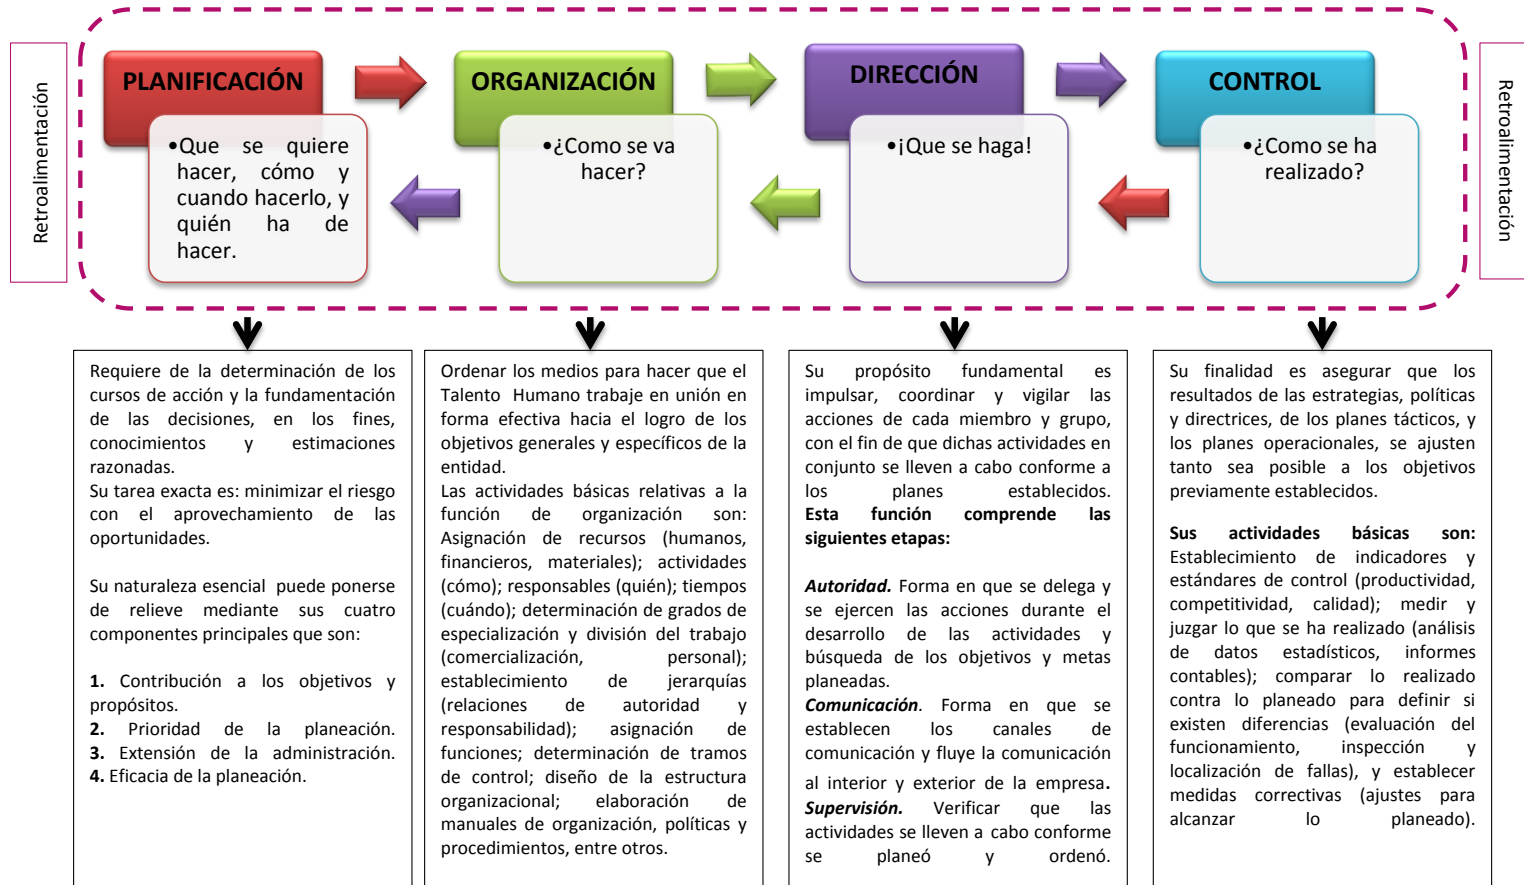 Retroalimentación
PLANIFICACIÓN
•Que se quiere
hacer, cómo y
cuando hacerlo, y
quién ha de
hacer.
ORGANIZACIÓN
•¿Como se va
hacer?
DIRECCIÓN
•¡Que se haga!
CONTROL
•¿Como se ha
realizado?
Retroalimentación
Requiere de la determinación de los
cursos de acción y la fundamentación
de las decisiones, en los fines,
conocimientos y estimaciones
razonadas.
Su tarea exacta es: minimizar el riesgo
con el aprovechamiento de las
oportunidades.
Su naturaleza esencial puede ponerse
de relieve mediante sus cuatro
componentes principales que son:
1. Contribución a los objetivos y
propósitos.
2. Prioridad de la planeación.
3. Extensión de la administración.
4. Eficacia de la planeación.
Ordenar los medios para hacer que el
Talento Humano trabaje en unión en
forma efectiva hacia el logro de los
objetivos generales y específicos de la
entidad.
Las actividades básicas relativas a la
función de organización son:
Asignación de recursos (humanos,
financieros, materiales); actividades
(cómo); responsables (quién); tiempos
(cuándo); determinación de grados de
especialización y división del trabajo
(comercialización, personal);
establecimiento de jerarquías
(relaciones de autoridad y
responsabilidad); asignación de
funciones; determinación de tramos
de control; diseño de la estructura
organizacional; elaboración de
manuales de organización, políticas y
procedimientos, entre otros.
Su propósito fundamental es
impulsar, coordinar y vigilar las
acciones de cada miembro y grupo,
con el fin de que dichas actividades en
conjunto se lleven a cabo conforme a
los planes establecidos.
Esta función comprende las
siguientes etapas:
Autoridad. Forma en que se delega y
se ejercen las acciones durante el
desarrollo de las actividades y
búsqueda de los objetivos y metas
planeadas.
Comunicación. Forma en que se
establecen los canales de
comunicación y fluye la comunicación
al interior y exterior de la empresa.
Supervisión. Verificar que las
actividades se lleven a cabo conforme
se planeó y ordenó.
Su finalidad es asegurar que los
resultados de las estrategias, políticas
y directrices, de los planes tácticos, y
los planes operacionales, se ajusten
tanto sea posible a los objetivos
previamente establecidos.
Sus actividades básicas son:
Establecimiento de indicadores y
estándares de control (productividad,
competitividad, calidad); medir y
juzgar lo que se ha realizado (análisis
de datos estadísticos, informes
contables); comparar lo realizado
contra lo planeado para definir si
existen diferencias (evaluación del
funcionamiento, inspección y
localización de fallas), y establecer
medidas correctivas (ajustes para
alcanzar lo planeado).